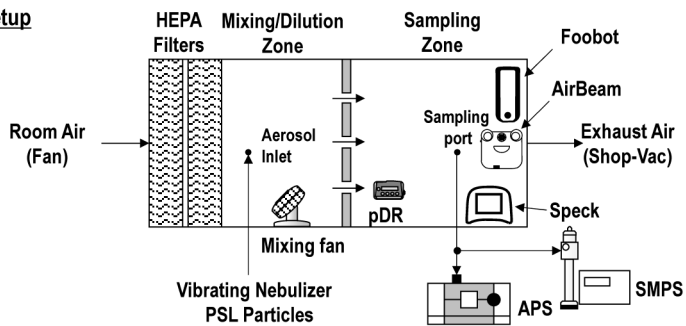 HEPA
Filters
Mixing/Dilution
Zone
Sampling
Zone
Foobot
AirBeam
Room Air
(Fan)
Aerosol
Inlet
Sampling
port
Exhaust Air
(Shop-Vac)
pDR
Speck
Mixing fan
Vibrating Nebulizer
PSL Particles
APS
SMPS